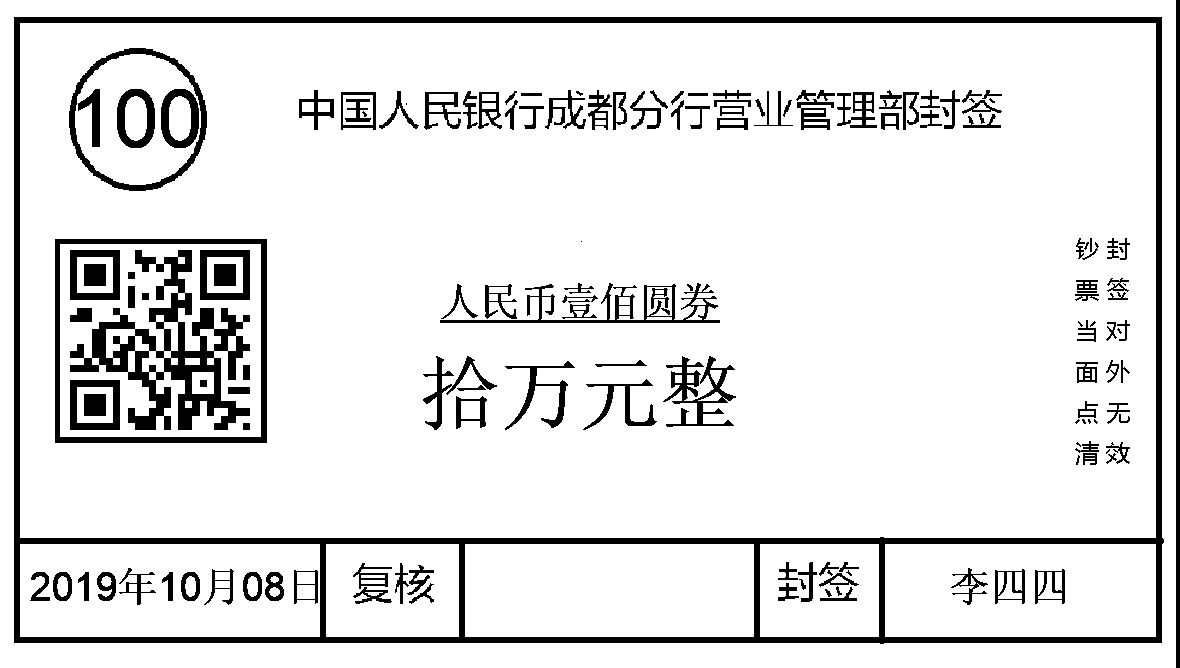 100
中国人民银行成都分行营业管理部封签
人民币壹佰圆券
拾万元整
封签对外无效
钞票当面点清
2019年10月08日
复核
封签
李四四